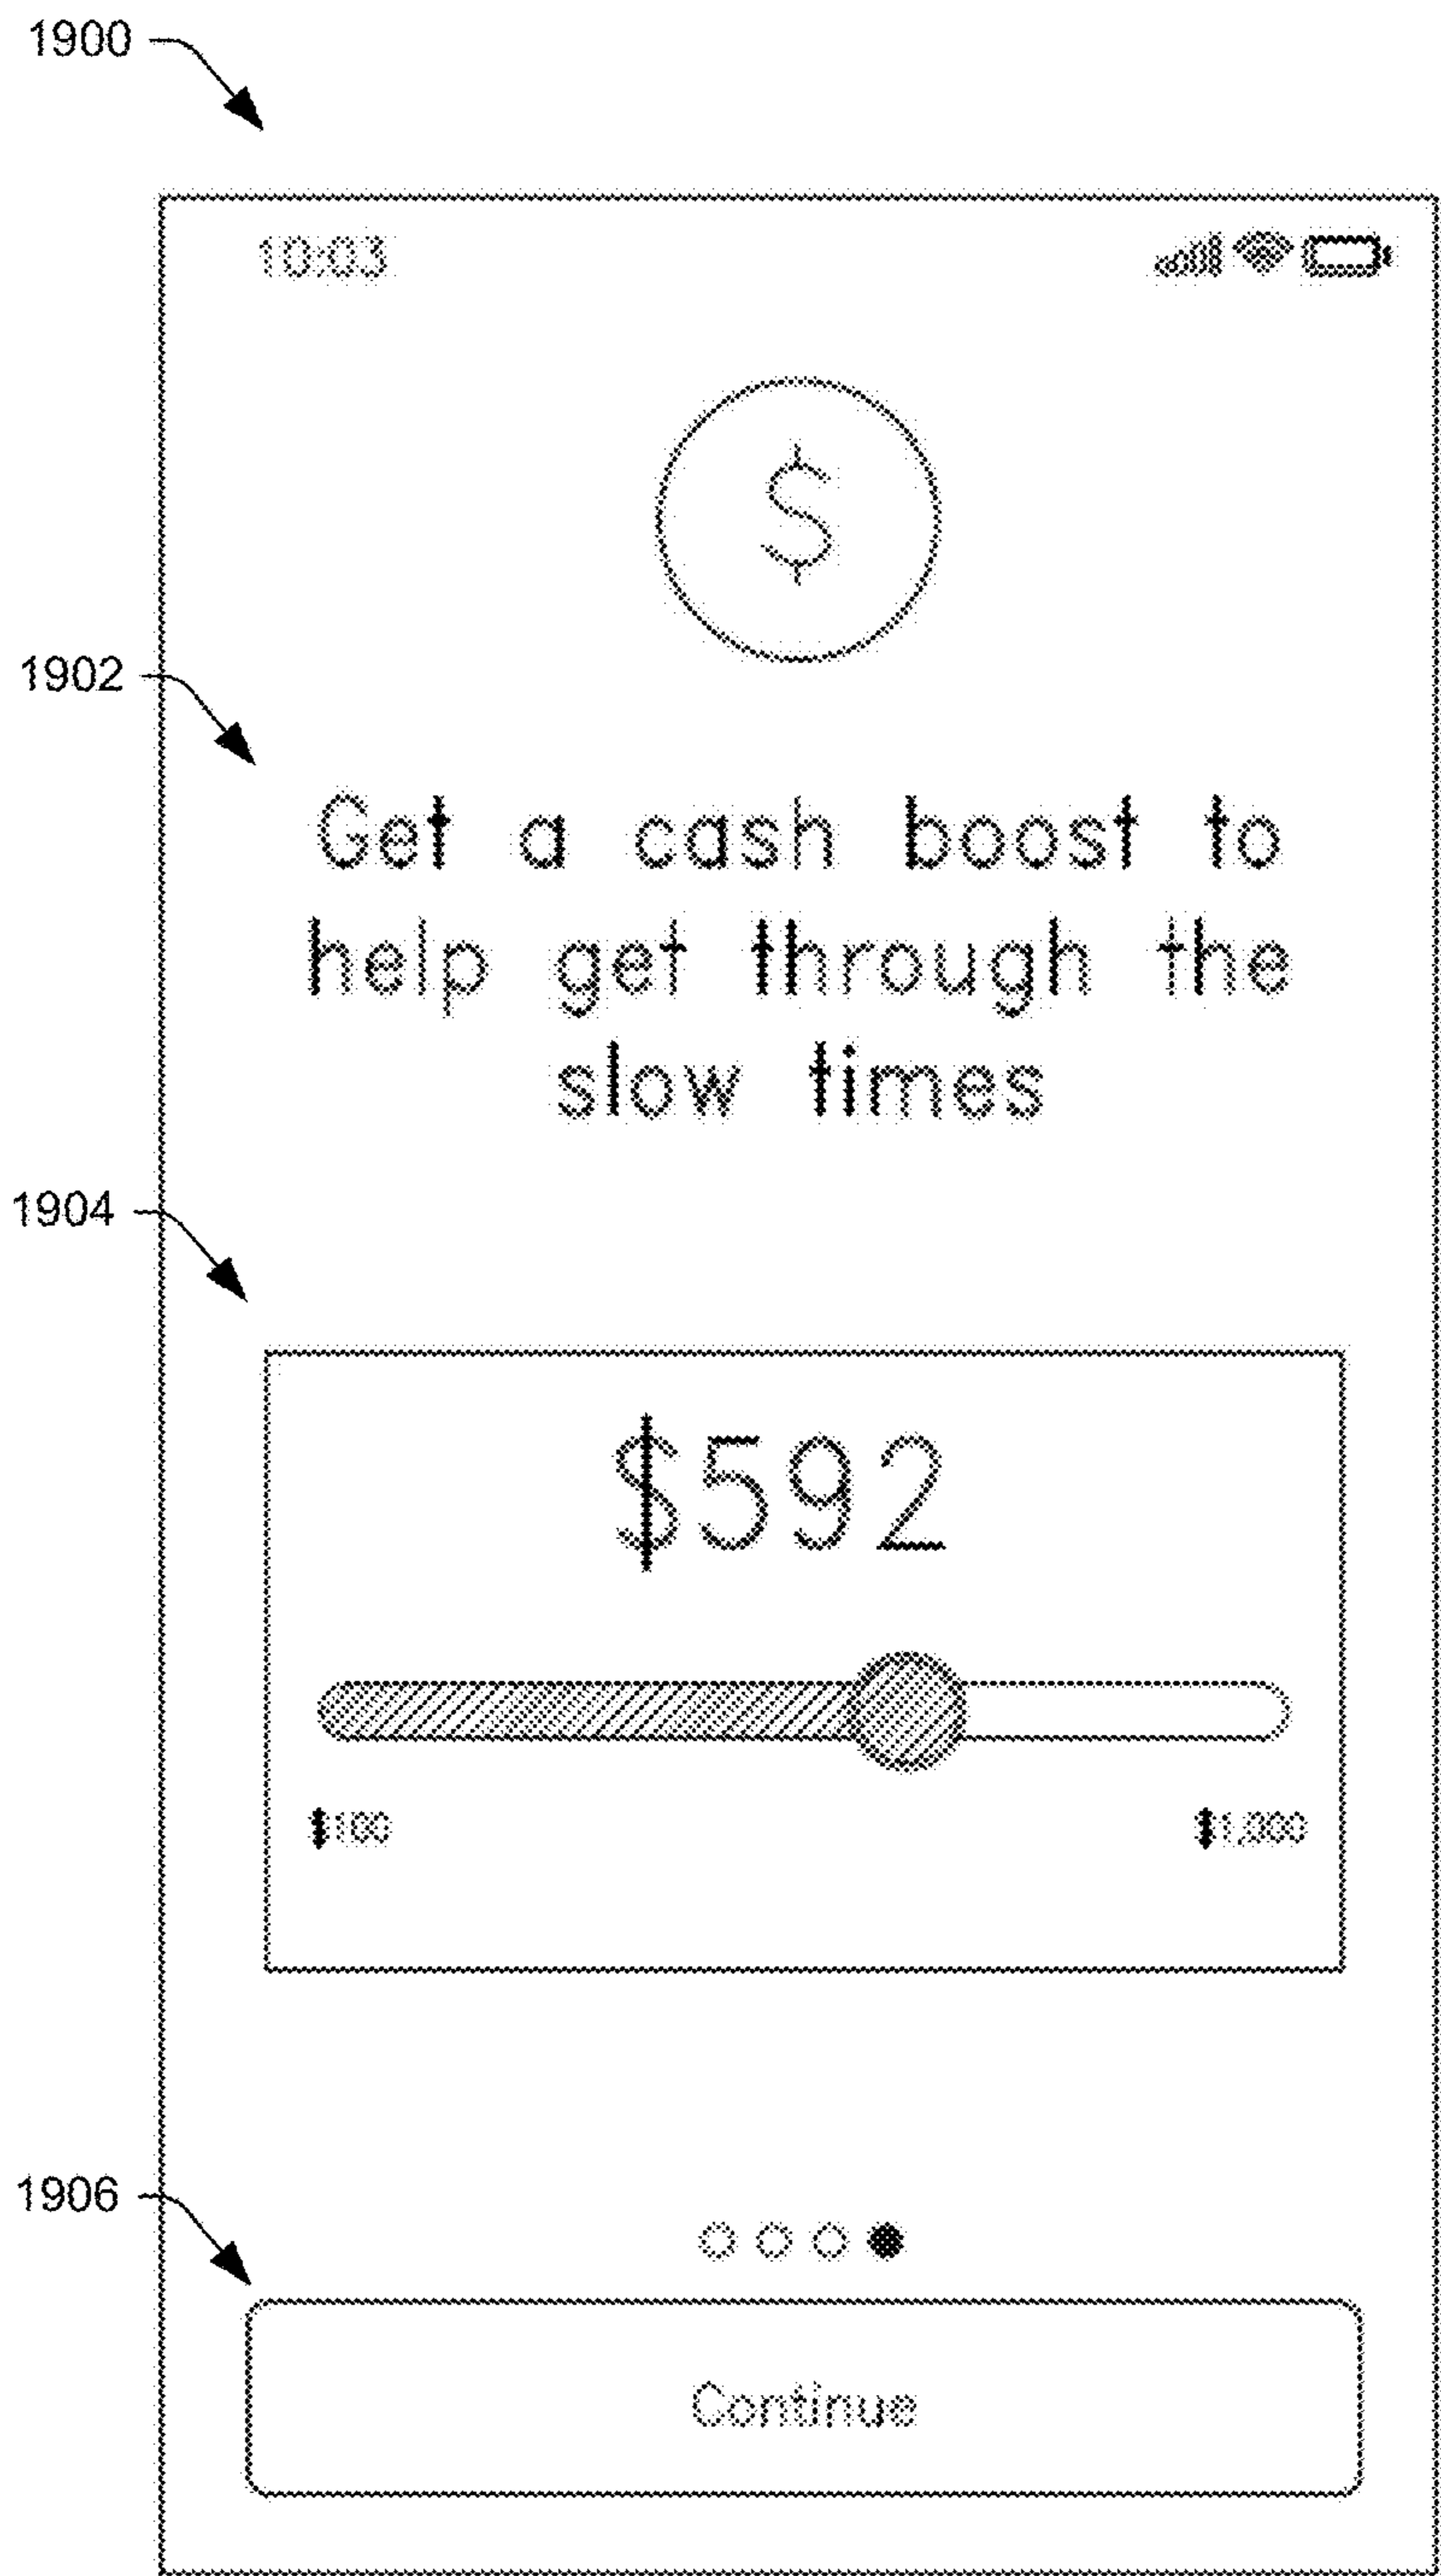 1900
10:03
$
1902
Get a cash boost to
help get through the
slow times
1904
$592
$100 $1,000
1906
Continue